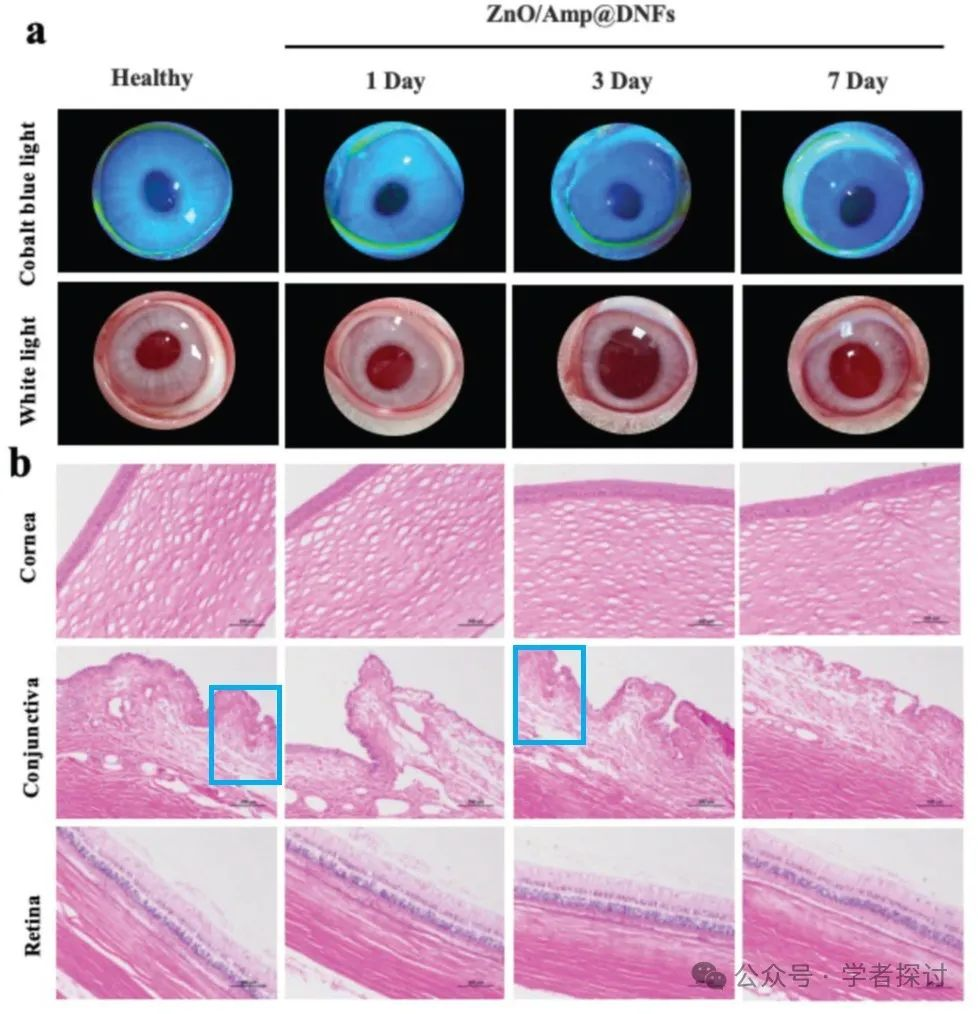 ZnO/Amp@DNFs
a
Healthy
1 Day
3 Day
7 Day
Cobalt blue light
White light
b
Cornea
Conjunctiva
Retina
公众号 · 学者探讨